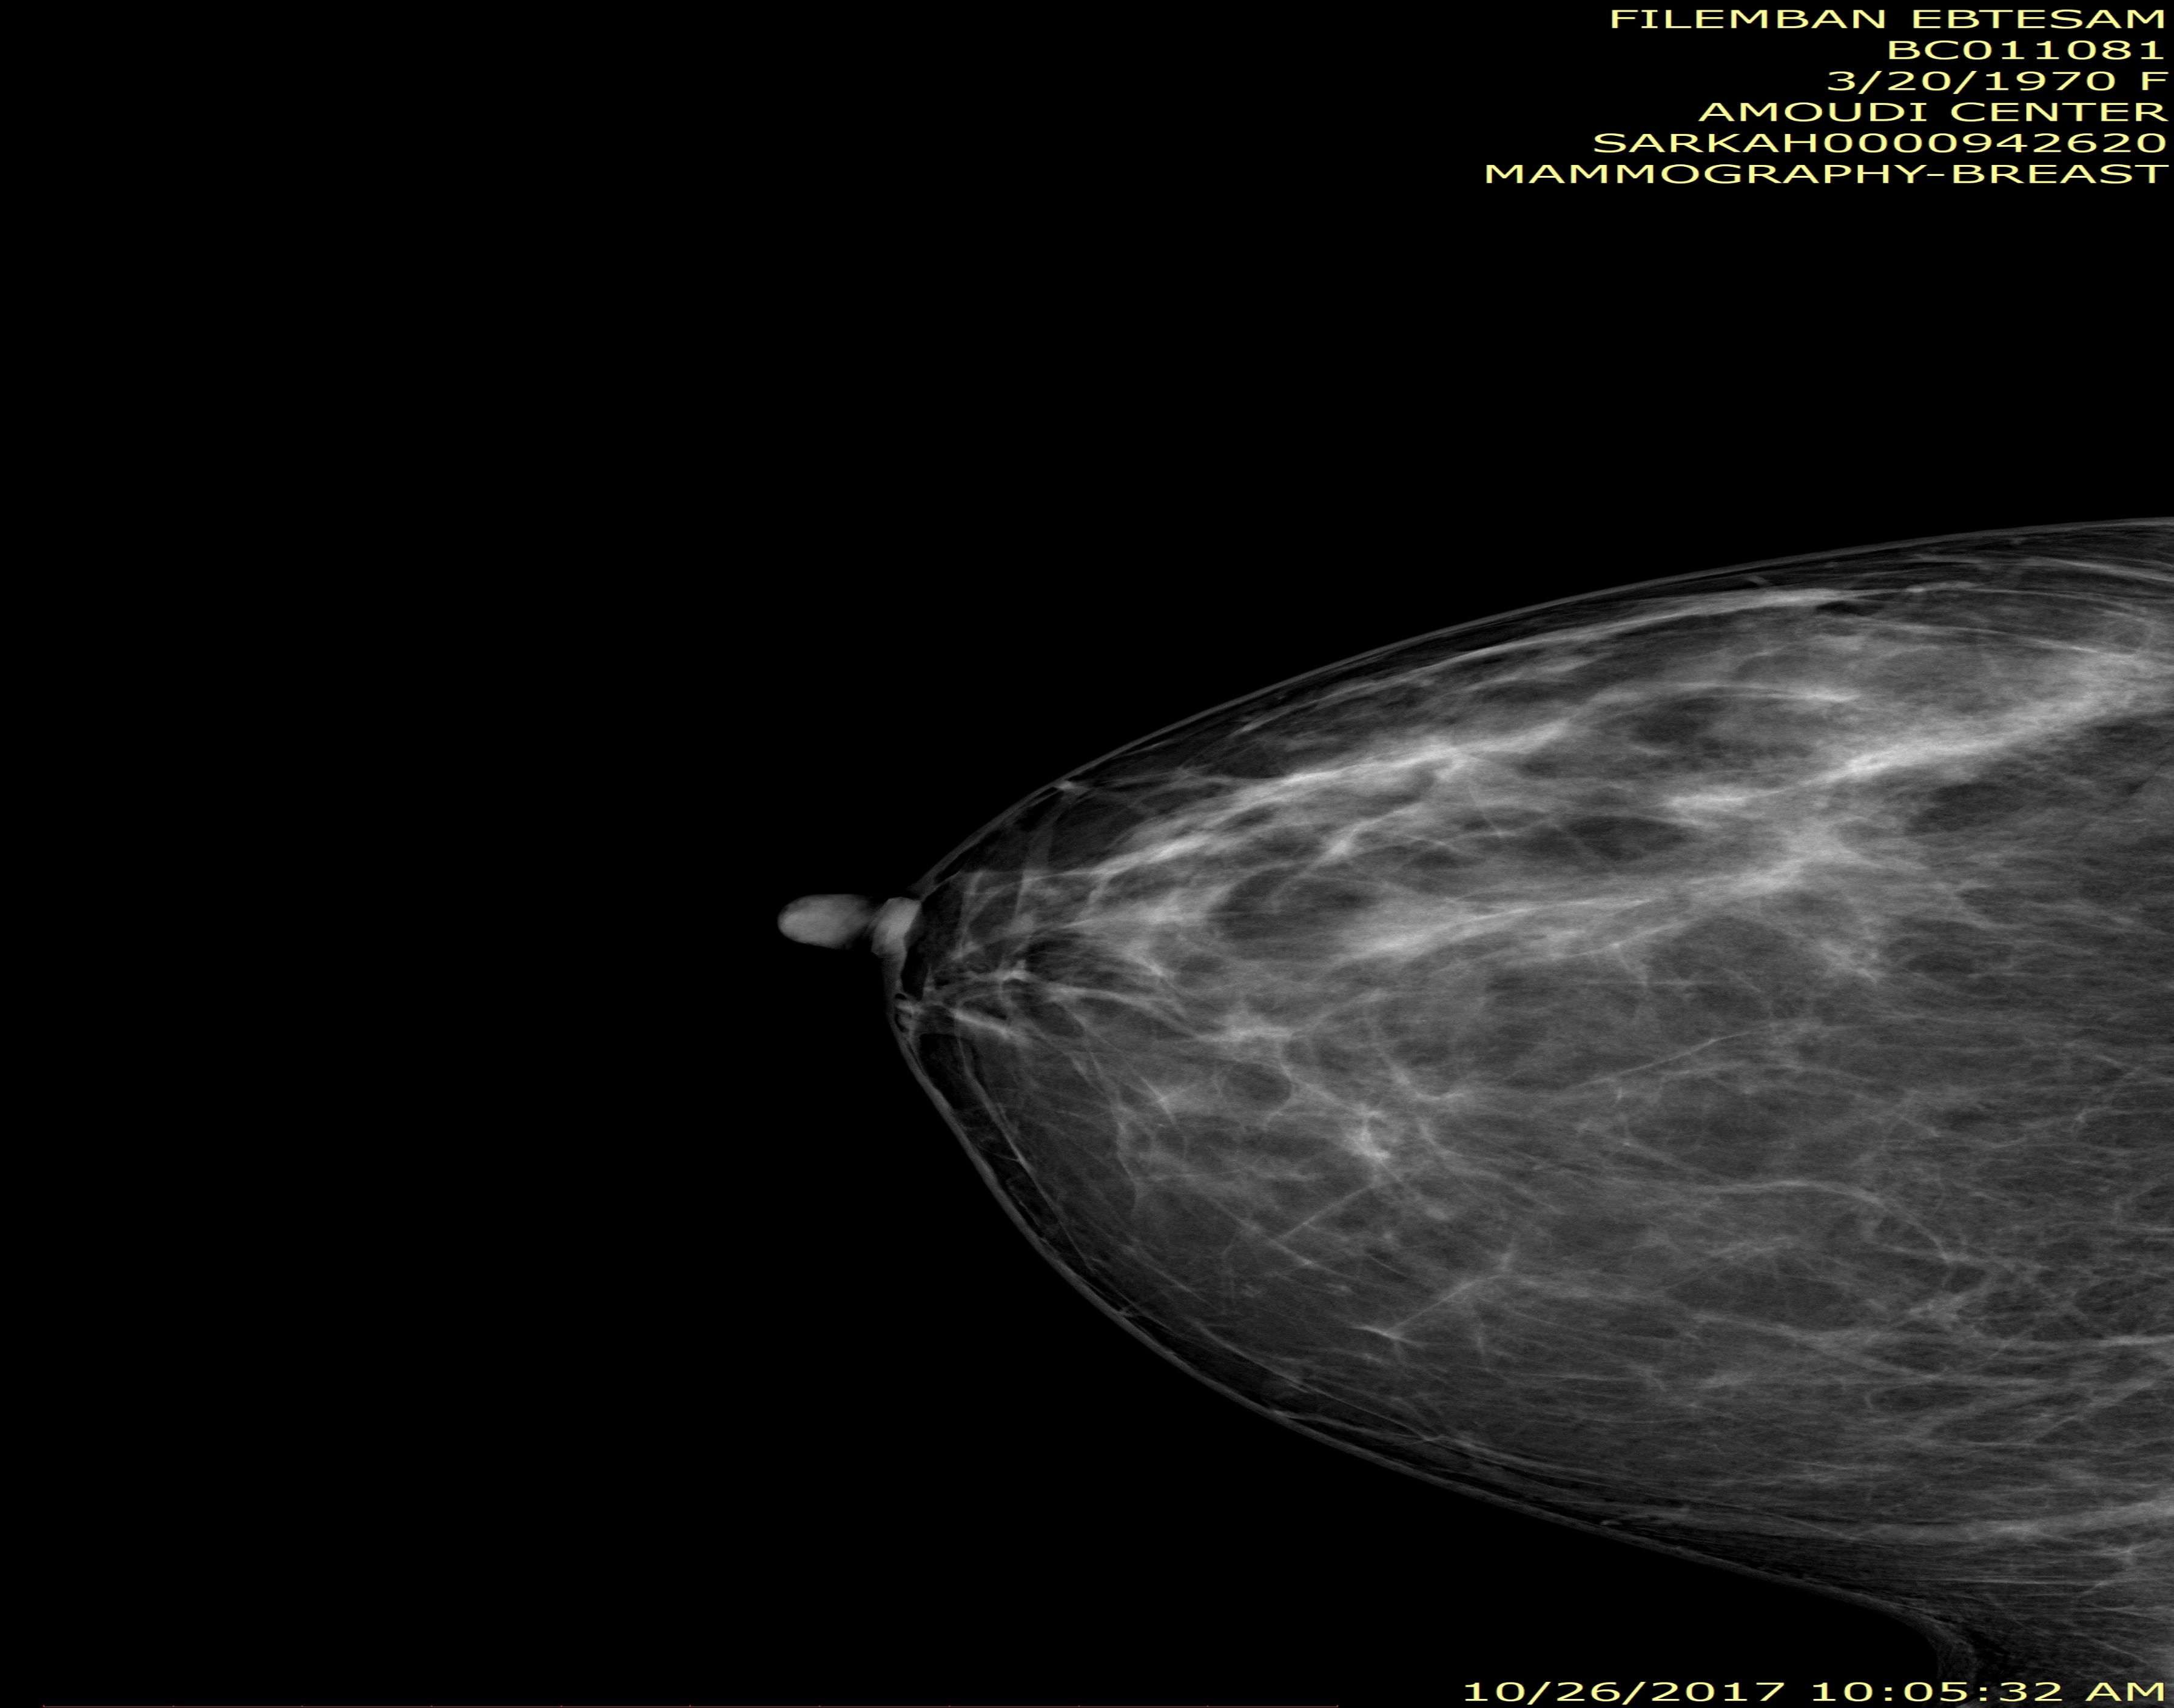 FILEMBAN EBTESAM
BC011081
3/20/1970 F
AMOUDI CENTER
SARKAH0000942620
MAMMOGRAPHY-BREAST
10/26/2017 10:05:32 AM